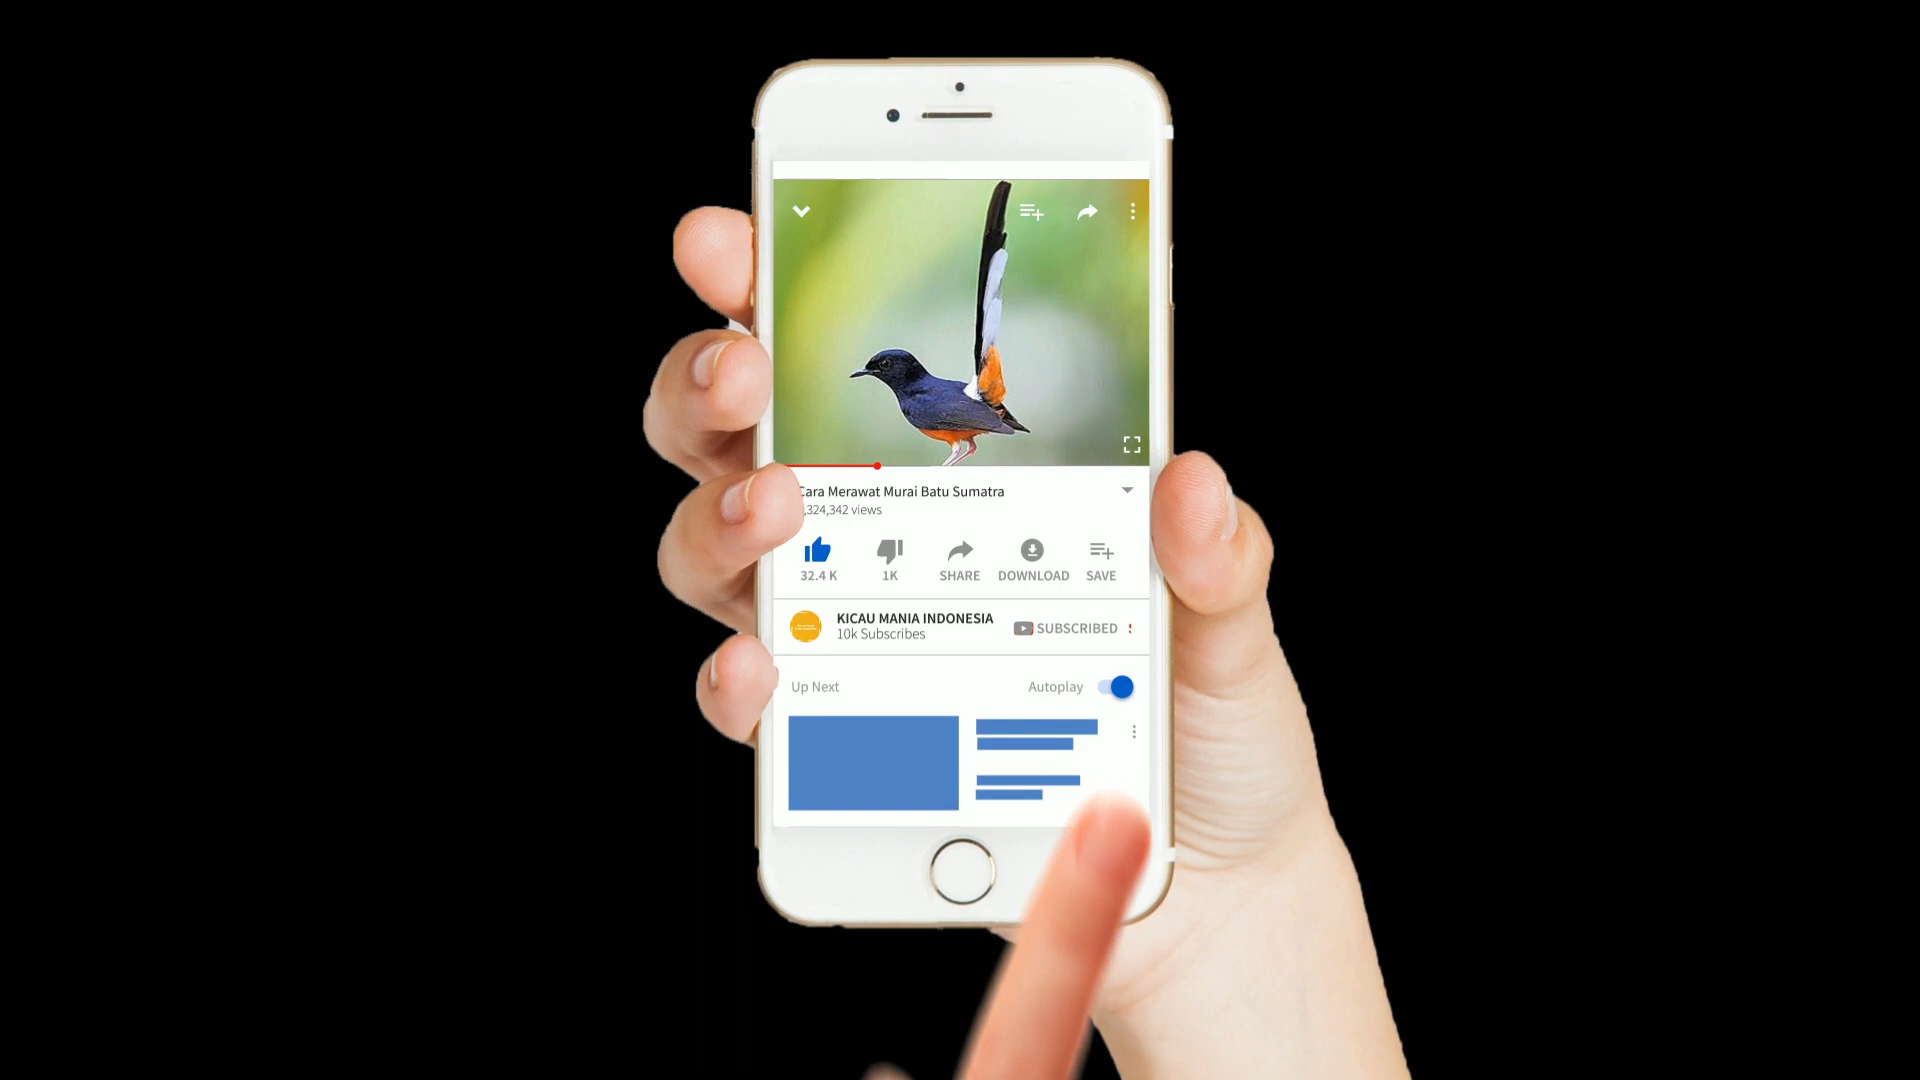 Cara Merawat Murai Batu Sumatra
,324,342 views
32.4 K
1K
SHARE
DOWNLOAD
SAVE
KICAU MANIA INDONESIA
10k Subscribes
SUBSCRIBED
Up Next
Autoplay